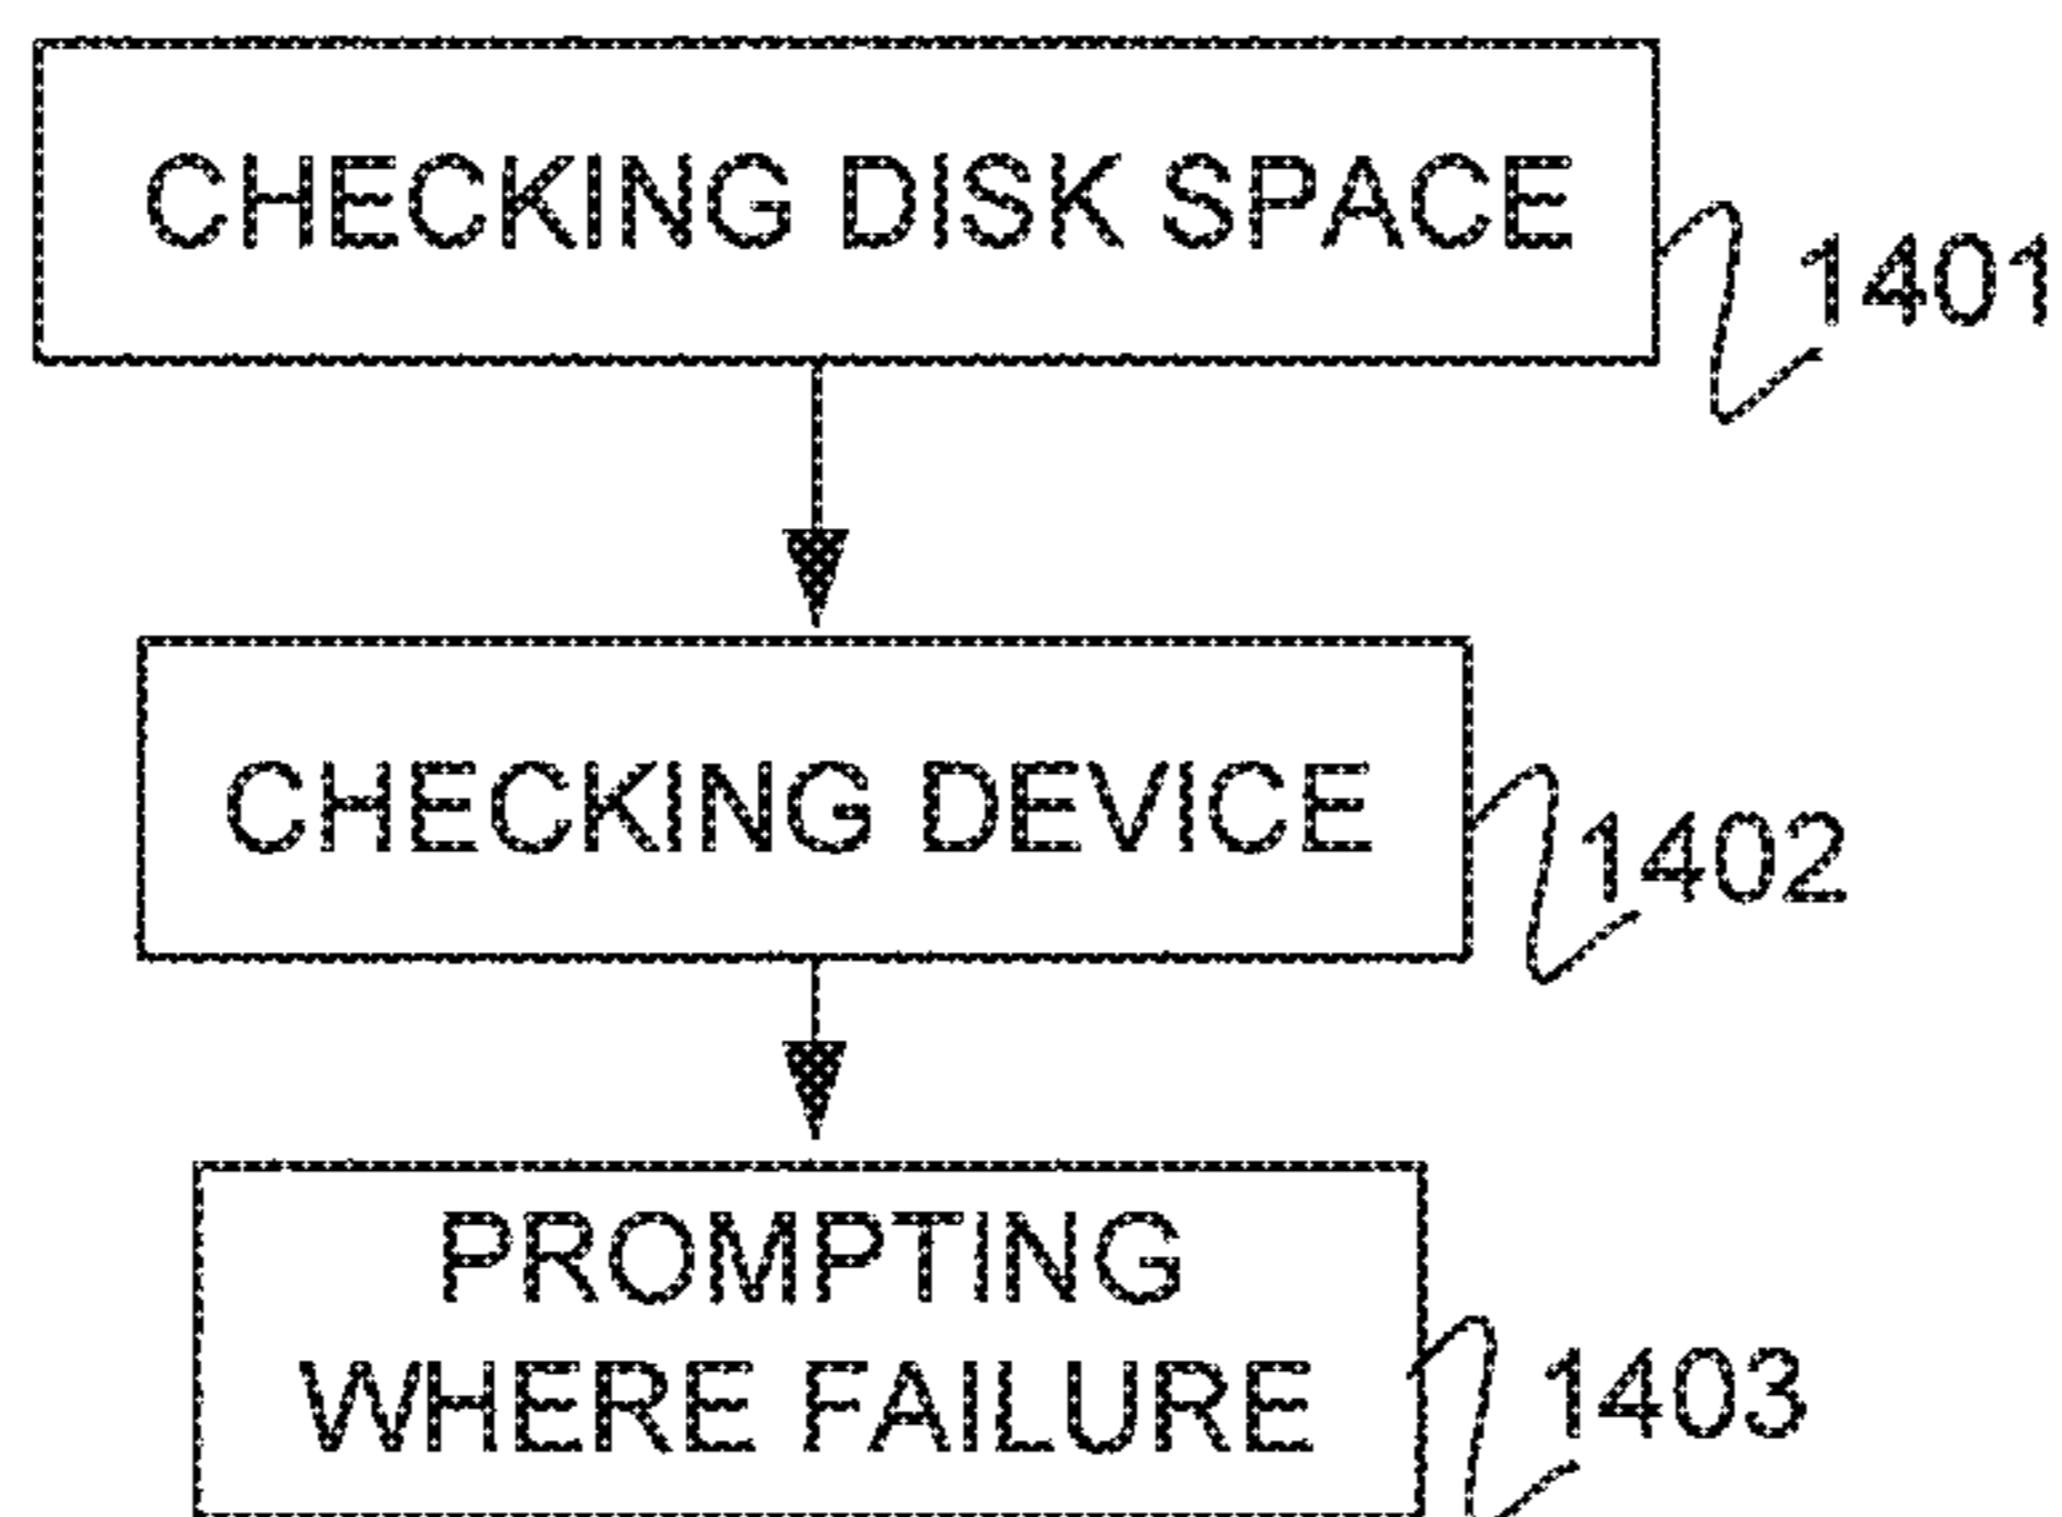 CHECKING DISK SPACE
1401
CHECKING DEVICE
1402
PROMPTING
WHERE FAILURE
1403